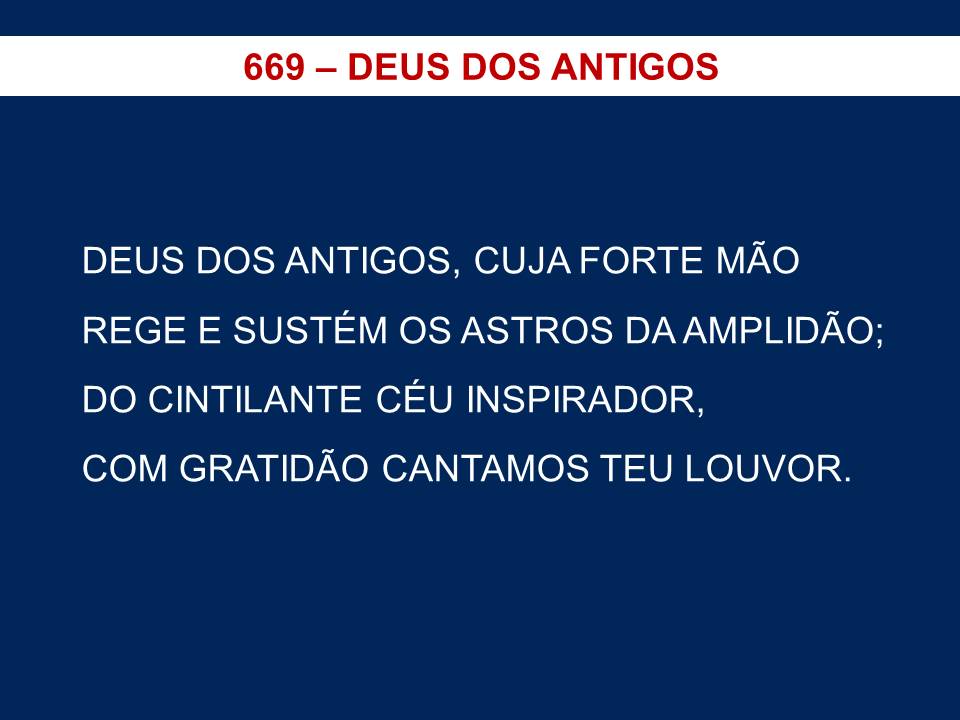 669 – DEUS DOS ANTIGOS
DEUS DOS ANTIGOS, CUJA FORTE MÃO
REGE E SUSTÉM OS ASTROS DA AMPLIDÃO;
DO CINTILANTE CÉU INSPIRADOR,
COM GRATIDÃO CANTAMOS TEU LOUVOR.